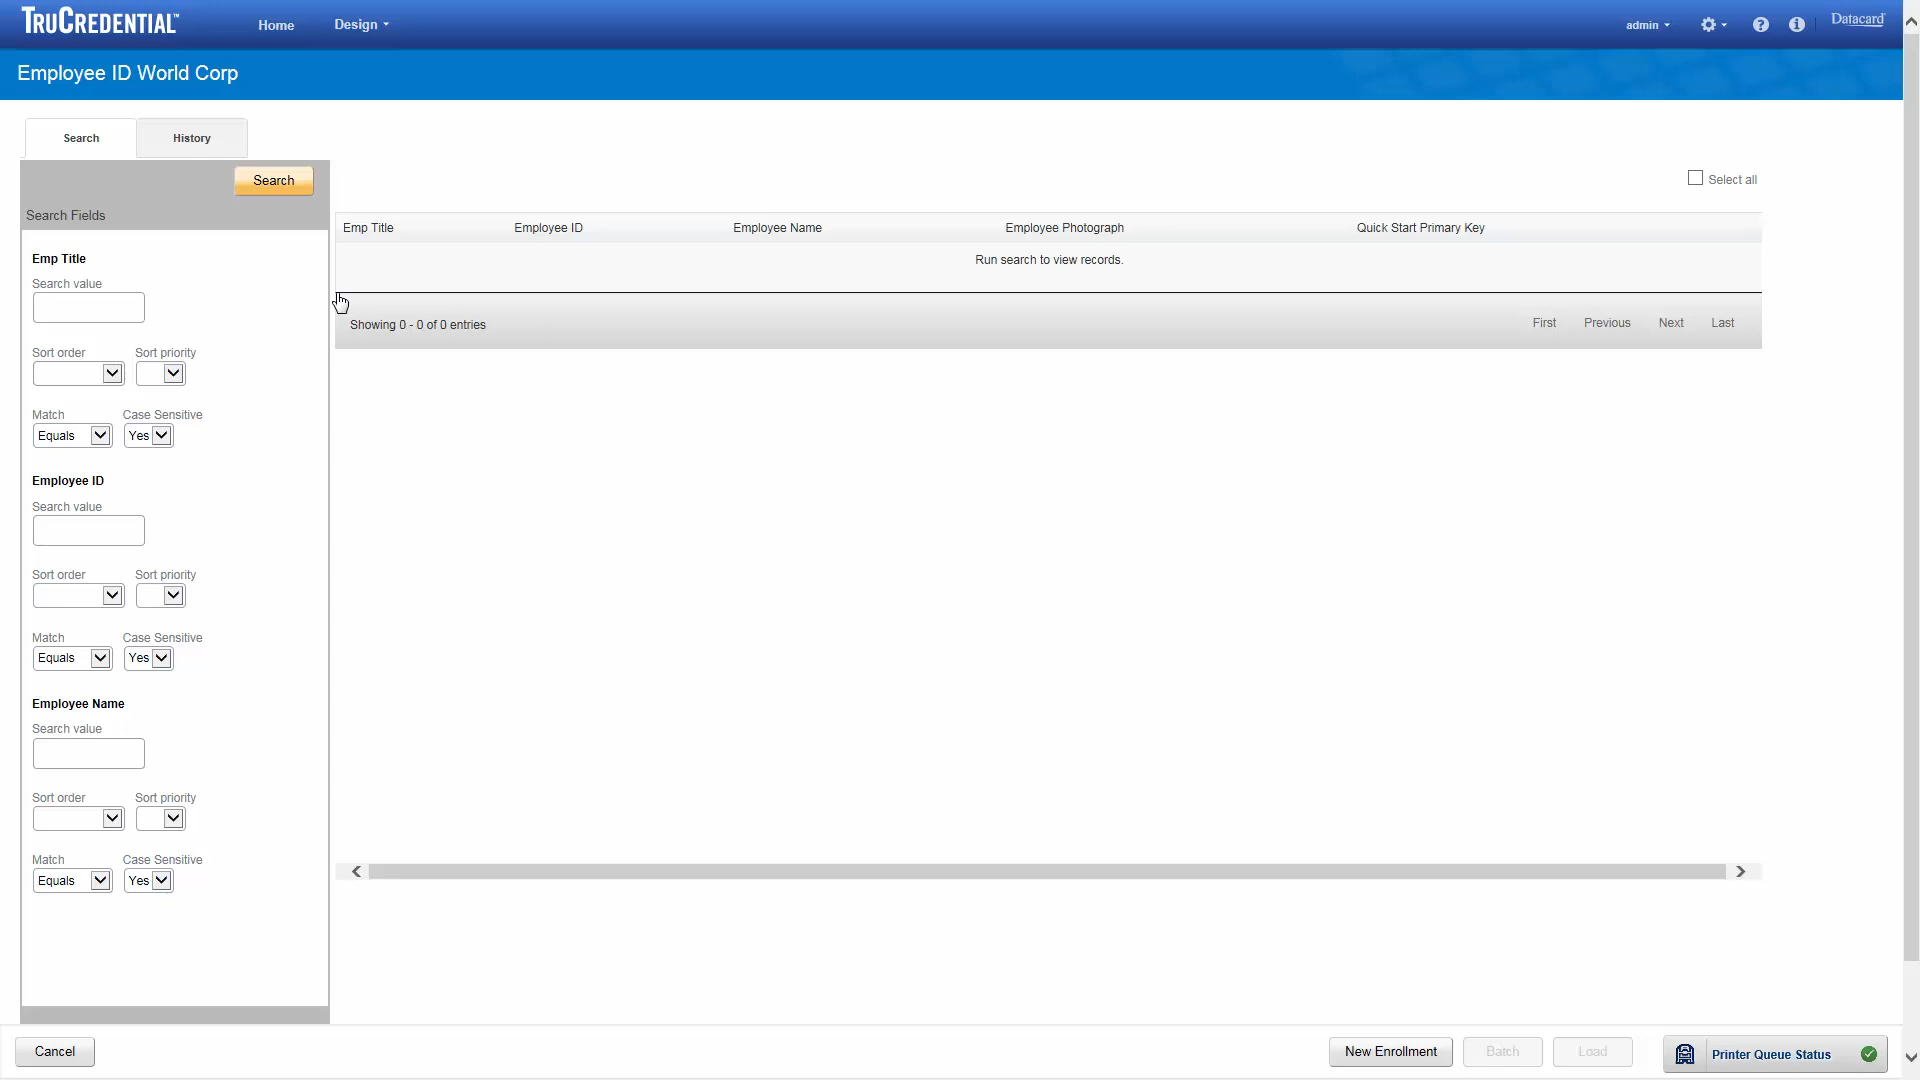 TRUCREDENTIAL™ Home Design admin Datacard
Employee ID World Corp
Search History
Search
Select all
Search Fields
Emp Title Employee ID Employee Name Employee Photograph Quick Start Primary Key
Run search to view records.
Showing 0 - 0 of 0 entries First Previous Next Last
Emp Title
Search value
Sort order Sort priority
Match Case Sensitive
Equals Yes
Employee ID
Search value
Sort order Sort priority
Match Case Sensitive
Equals Yes
Employee Name
Search value
Sort order Sort priority
Match Case Sensitive
Equals Yes
Cancel New Enrollment Batch Load Printer Queue Status